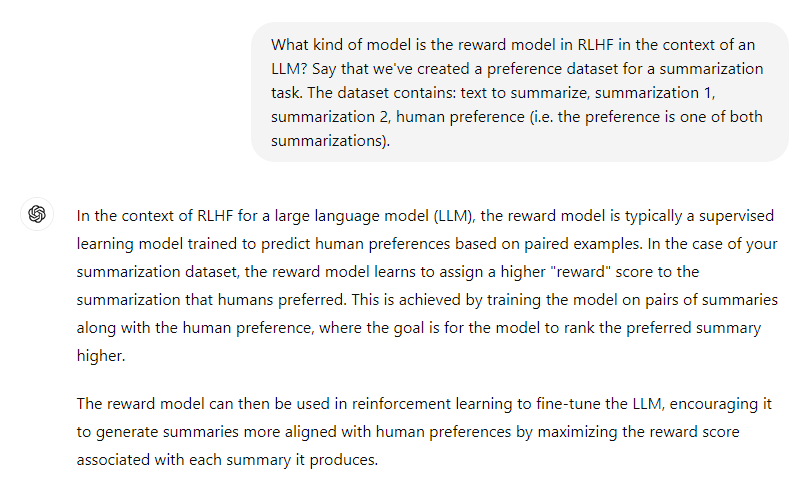 What kind of model is the reward model in RLHF in the context of an
LLM? Say that we've created a preference dataset for a summarization
task. The dataset contains: text to summarize, summarization 1,
summarization 2, human preference (i.e. the preference is one of both
summarizations).
In the context of RLHF for a large language model (LLM), the reward model is typically a supervised
learning model trained to predict human preferences based on paired examples. In the case of your
summarization dataset, the reward model learns to assign a higher "reward" score to the
summarization that humans preferred. This is achieved by training the model on pairs of summaries
along with the human preference, where the goal is for the model to rank the preferred summary
higher.
The reward model can then be used in reinforcement learning to fine-tune the LLM, encouraging it
to generate summaries more aligned with human preferences by maximizing the reward score
associated with each summary it produces.